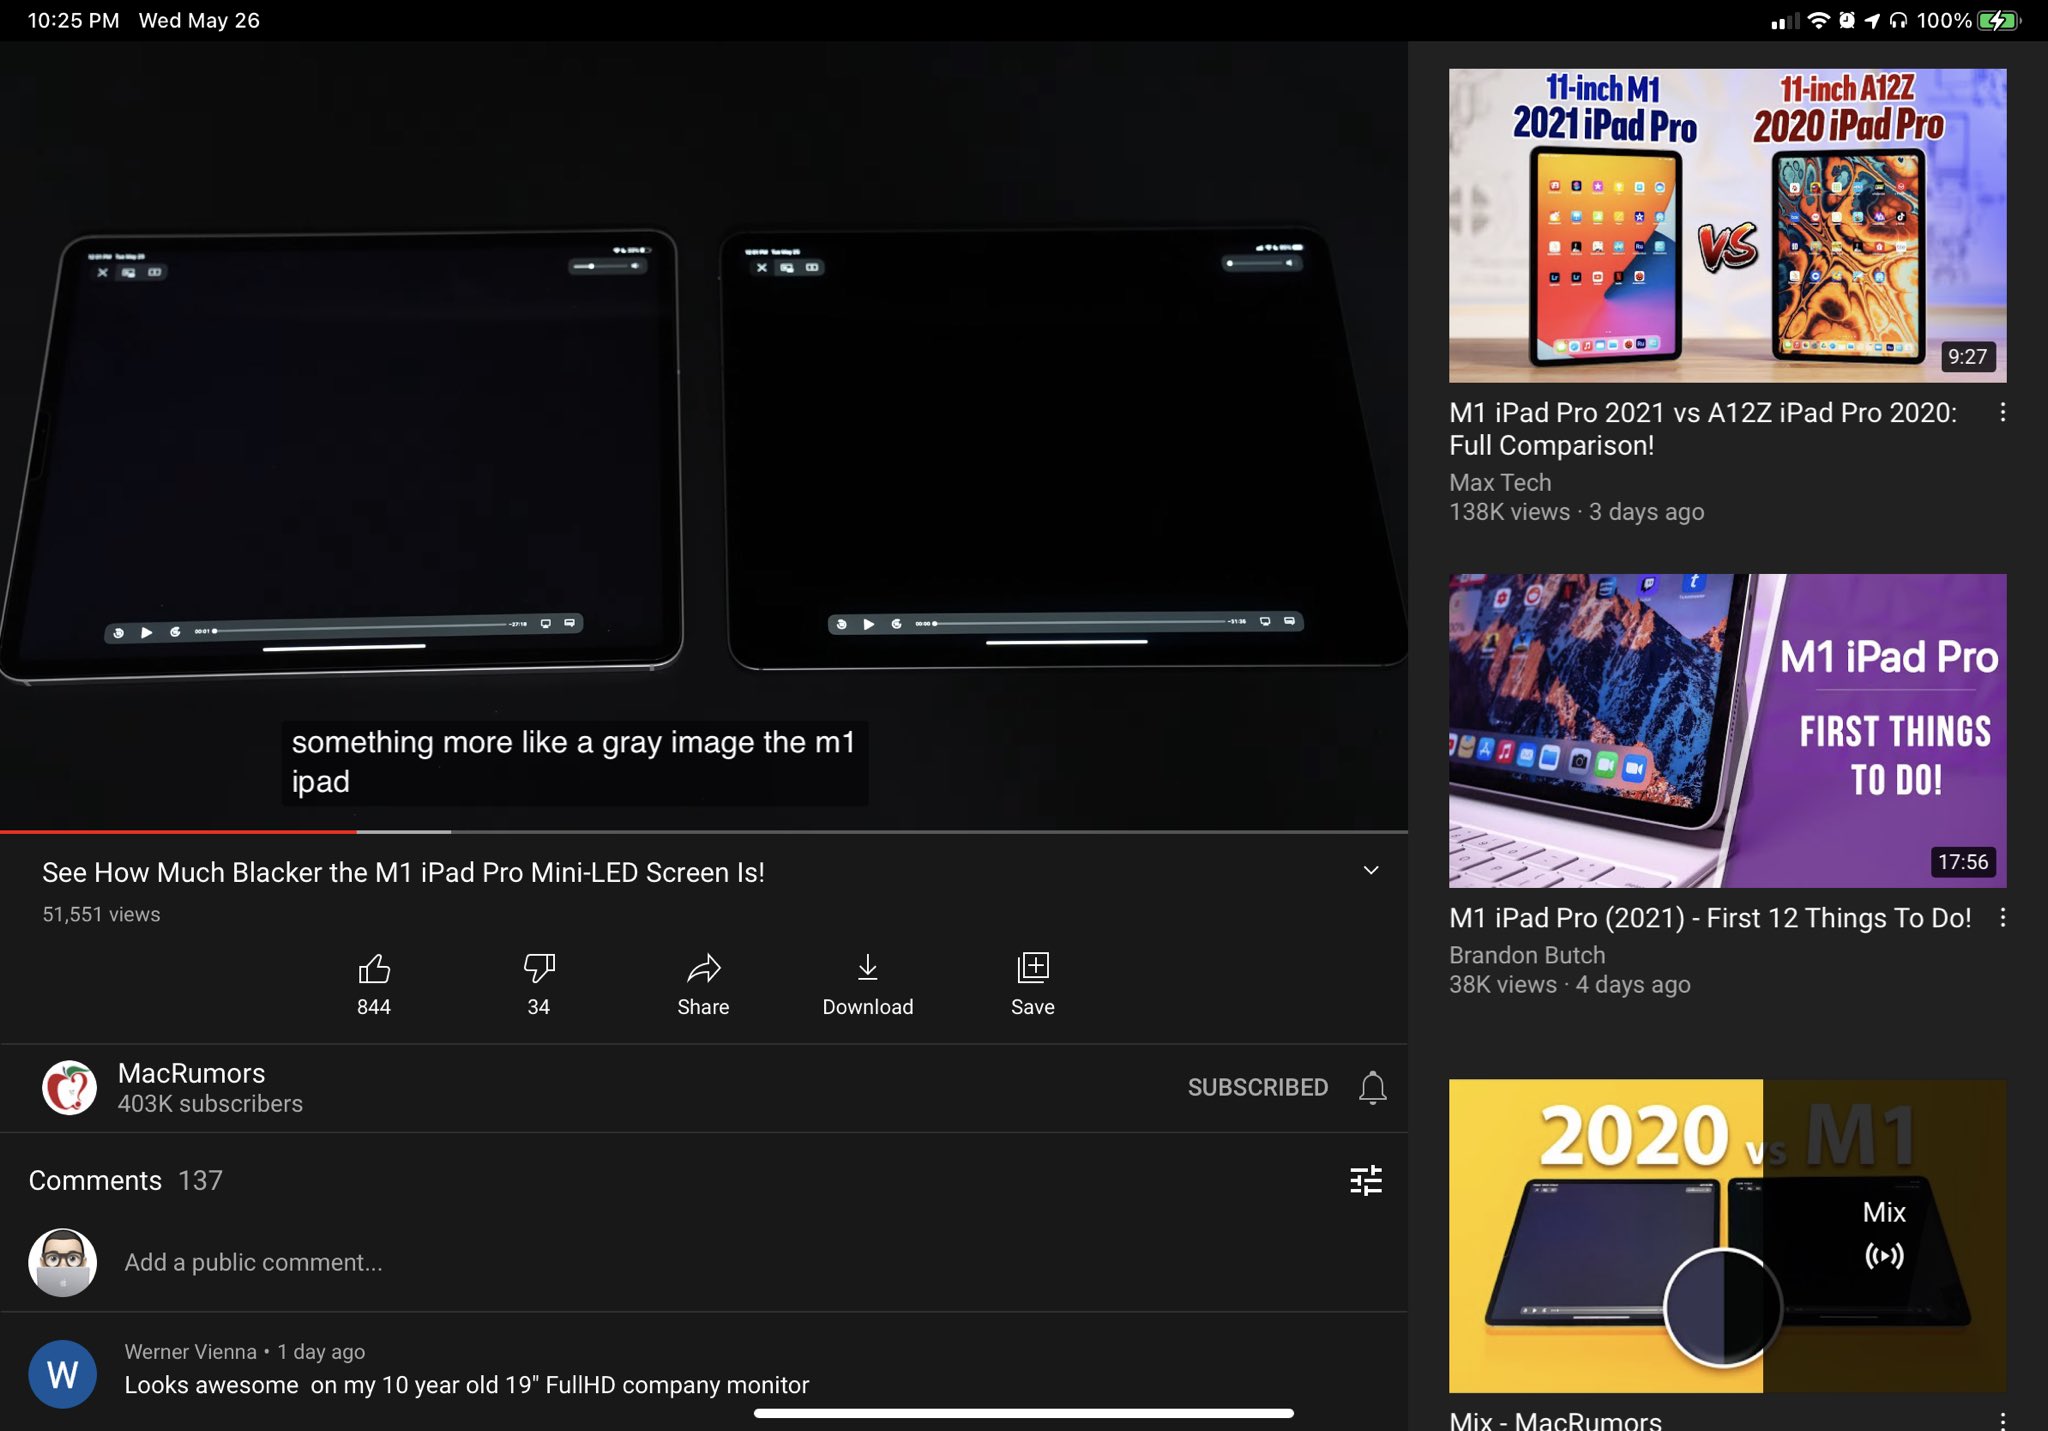 10:25 PM Wed May 26
100%
something more like a gray image the m1
ipad
See How Much Blacker the M1 iPad Pro Mini-LED Screen Is!
51,551 views
844
34
Share
Download
Save
MacRumors
403K subscribers
SUBSCRIBED
Comments 137
Add a public comment...
W
Werner Vienna • 1 day ago
Looks awesome on my 10 year old 19" FullHD company monitor
11-inch M1
2021 iPad Pro
VS
11-inch A12Z
2020 iPad Pro
9:27
M1 iPad Pro 2021 vs A12Z iPad Pro 2020:
Full Comparison!
Max Tech
138K views · 3 days ago
M1 iPad Pro
FIRST THINGS
TO DO!
17:56
M1 iPad Pro (2021) - First 12 Things To Do!
Brandon Butch
38K views · 4 days ago
2020 vs M1
Mix
Mix - MacRumors